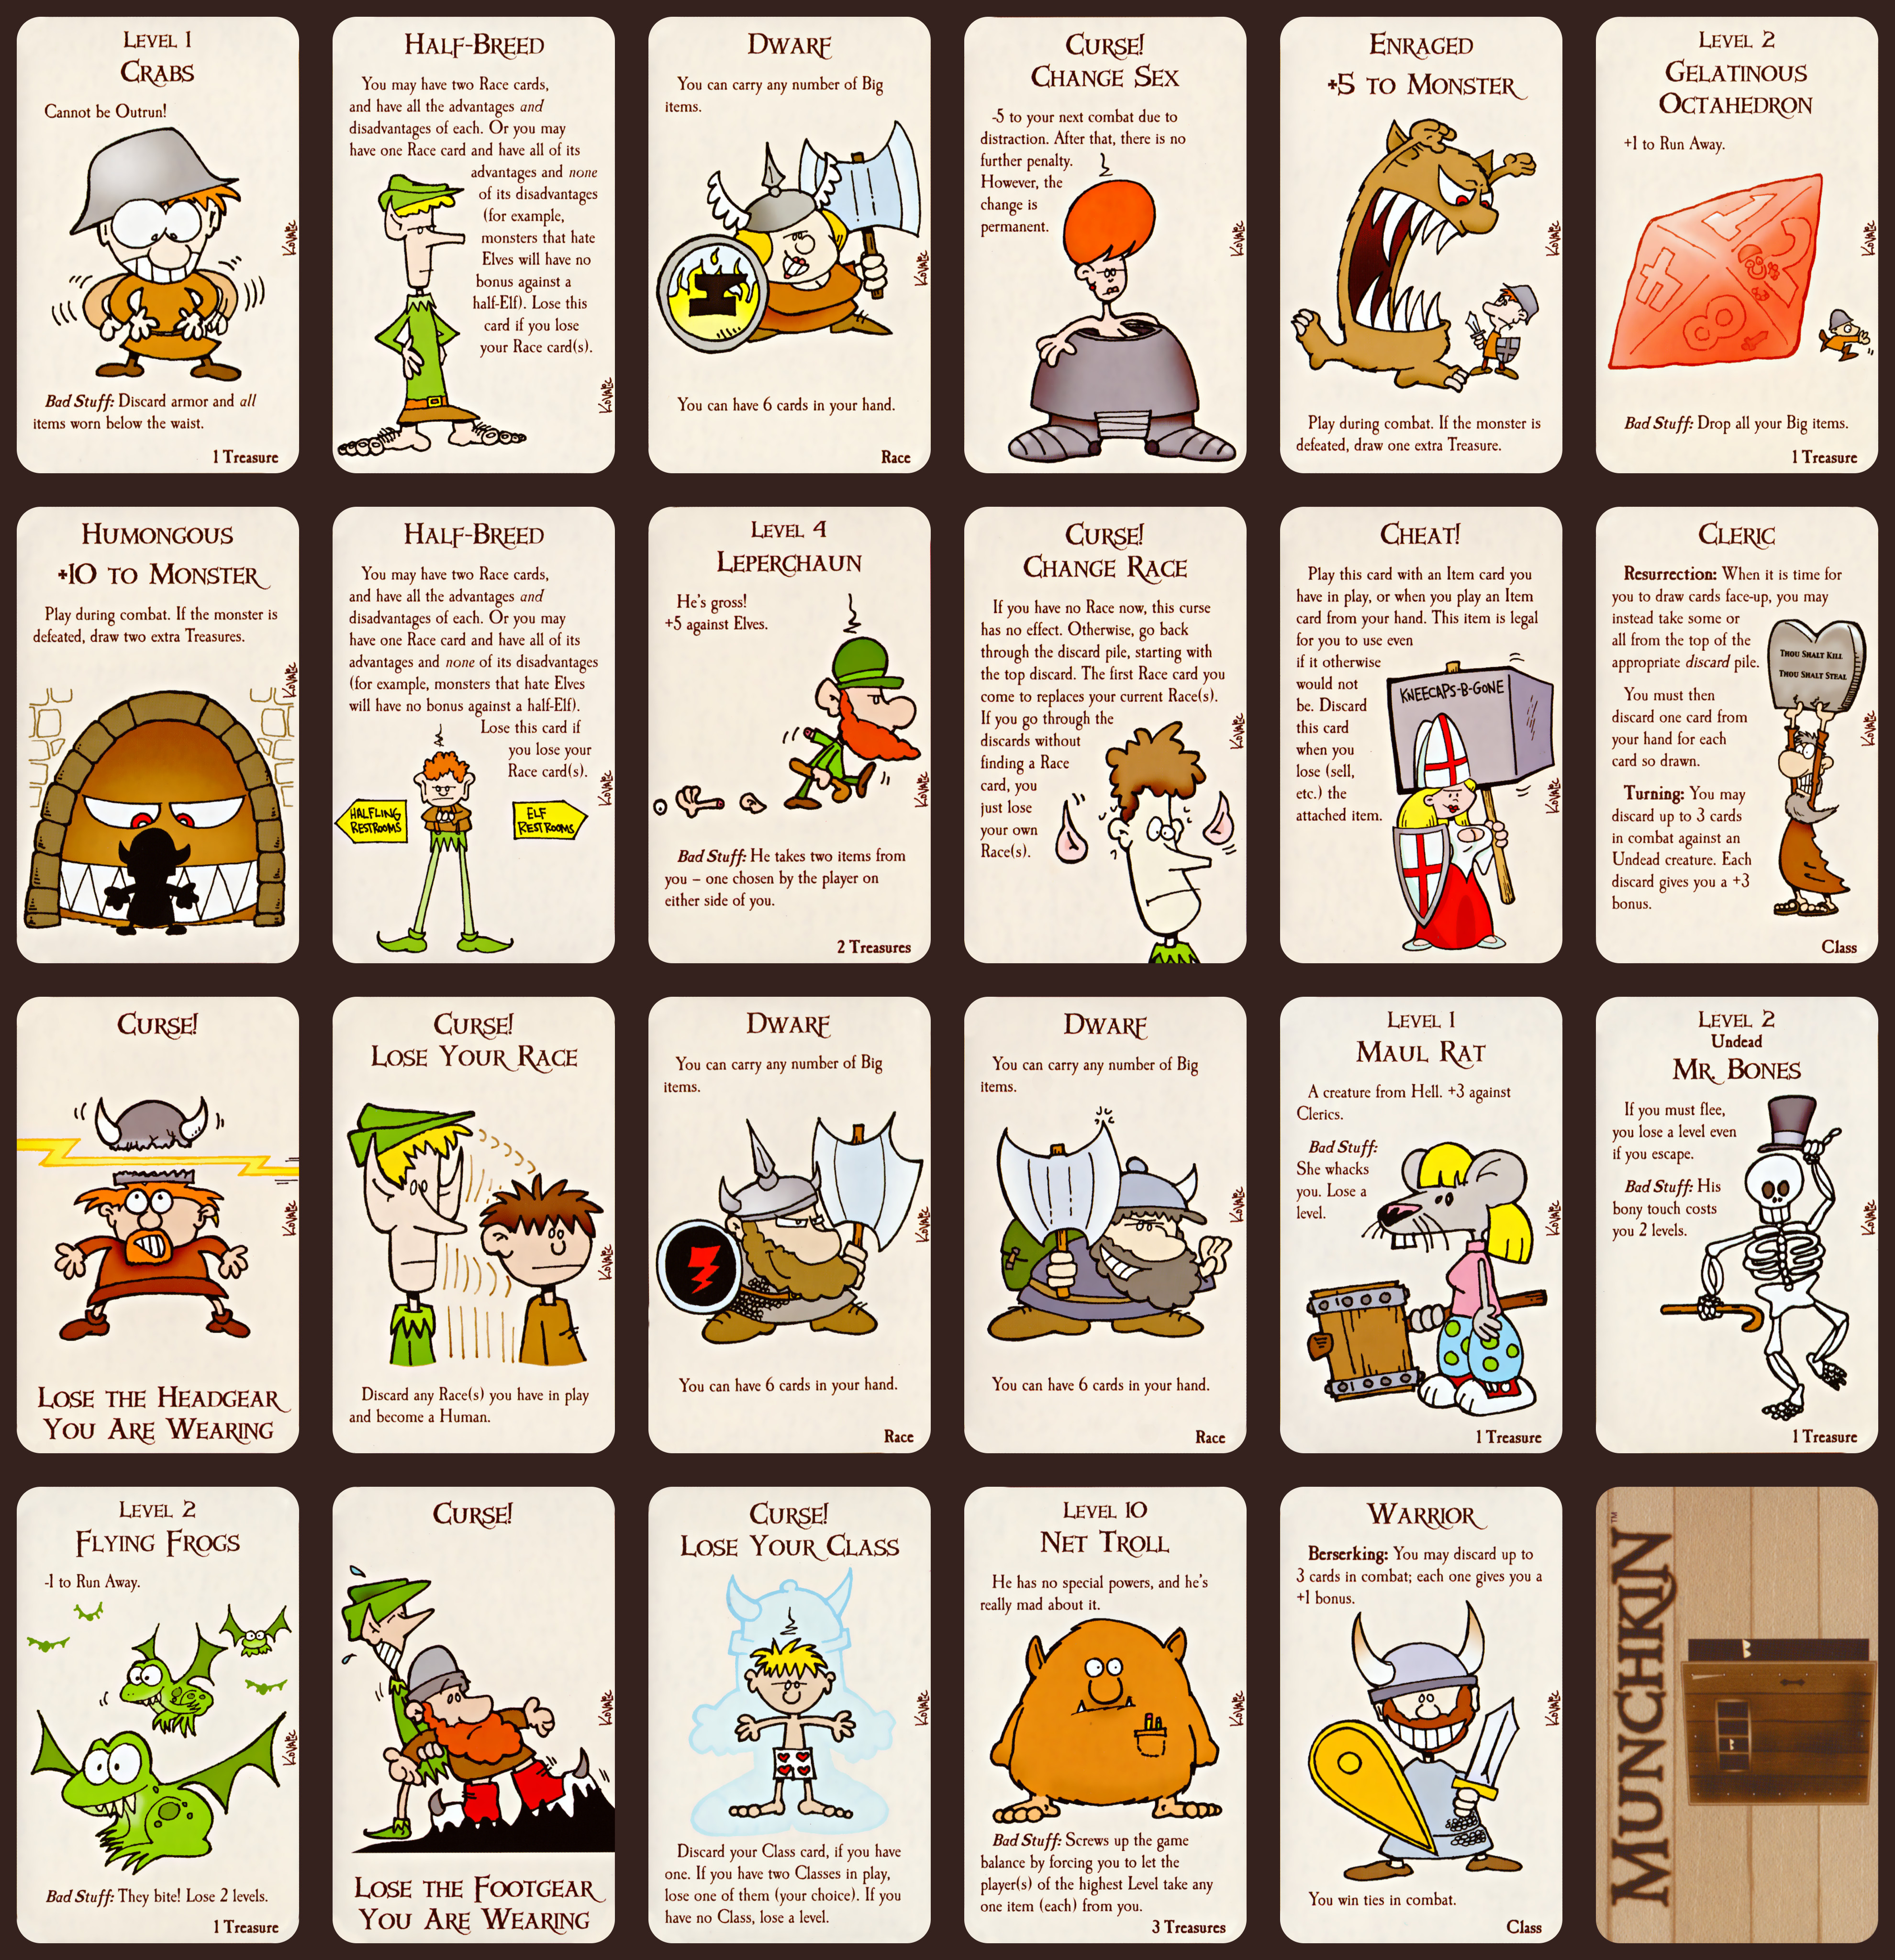 LEVEL 1
CRABS
Cannot be Outrun!
Bad Stuff: Discard armor and all
items worn below the waist.
1 Treasure
KOVALIC
HALF-BREED
You may have two Race cards,
and have all the advantages and
disadvantages of each. Or you may
have one Race card and have all of its
advantages and none
of its disadvantages
(for example,
monsters that hate
Elves will have no
bonus against a
half-Elf). Lose this
card if you lose
your Race card(s).
KOVALIC
DWARF
You can carry any number of Big
items.
You can have 6 cards in your hand.
Race
KOVALIC
CURSE!
CHANGE SEX
-5 to your next combat due to
distraction. After that, there is no
further penalty.
However, the
change is
permanent.
KOVALIC
ENRAGED
+5 TO MONSTER
Play during combat. If the monster is
defeated, draw one extra Treasure.
KOVALIC
LEVEL 2
GELATINOUS
OCTAHEDRON
+1 to Run Away.
1
2
4
8
Bad Stuff: Drop all your Big items.
1 Treasure
KOVALIC
HUMONGOUS
+10 TO MONSTER
Play during combat. If the monster is
defeated, draw two extra Treasures.
KOVALIC
HALF-BREED
You may have two Race cards,
and have all the advantages and
disadvantages of each. Or you may
have one Race card and have all of its
advantages and none of its disadvantages
(for example, monsters that hate Elves
will have no bonus against a half-Elf).
Lose this card if
you lose your
Race card(s).
HALFLING
RESTROOMS
ELF
RESTROOMS
KOVALIC
LEVEL 4
LEPERCHAUN
He's gross!
+5 against Elves.
Bad Stuff: He takes two items from
you – one chosen by the player on
either side of you.
2 Treasures
KOVALIC
CURSE!
CHANGE RACE
If you have no Race now, this curse
has no effect. Otherwise, go back
through the discard pile, starting with
the top discard. The first Race card you
come to replaces your current Race(s).
If you go through the
discards without
finding a Race
card, you
just lose
your own
Race(s).
KOVALIC
CHEAT!
Play this card with an Item card you
have in play, or when you play an Item
card from your hand. This item is legal
for you to use even
if it otherwise
would not
be. Discard
this card
when you
lose (sell,
etc.) the
attached item.
KNEECAPS-B-GONE
KOVALIC
CLERIC
Resurrection: When it is time for
you to draw cards face-up, you may
instead take some or
all from the top of the
appropriate discard pile.
You must then
discard one card from
your hand for each
card so drawn.
Turning: You may
discard up to 3 cards
in combat against an
Undead creature. Each
discard gives you a +3
bonus.
THOU SHALT KILL
THOU SHALT STEAL
Class
KOVALIC
CURSE!
LOSE THE HEADGEAR
YOU ARE WEARING
KOVALIC
CURSE!
LOSE YOUR RACE
Discard any Race(s) you have in play
and become a Human.
KOVALIC
DWARF
You can carry any number of Big
items.
You can have 6 cards in your hand.
Race
KOVALIC
DWARF
You can carry any number of Big
items.
You can have 6 cards in your hand.
Race
KOVALIC
LEVEL 1
MAUL RAT
A creature from Hell. +3 against
Clerics.
Bad Stuff:
She whacks
you. Lose a
level.
1 Treasure
KOVALIC
LEVEL 2
Undead
MR. BONES
If you must flee,
you lose a level even
if you escape.
Bad Stuff: His
bony touch costs
you 2 levels.
1 Treasure
KOVALIC
LEVEL 2
FLYING FROGS
-1 to Run Away.
Bad Stuff: They bite! Lose 2 levels.
1 Treasure
KOVALIC
CURSE!
LOSE THE FOOTGEAR
YOU ARE WEARING
KOVALIC
CURSE!
LOSE YOUR CLASS
Discard your Class card, if you have
one. If you have two Classes in play,
lose one of them (your choice). If you
have no Class, lose a level.
KOVALIC
LEVEL 10
NET TROLL
He has no special powers, and he's
really mad about it.
Bad Stuff: Screws up the game
balance by forcing you to let the
player(s) of the highest Level take any
one item (each) from you.
3 Treasures
KOVALIC
WARRIOR
Berserking: You may discard up to
3 cards in combat; each one gives you a
+1 bonus.
You win ties in combat.
Class
KOVALIC
MUNCHKIN™